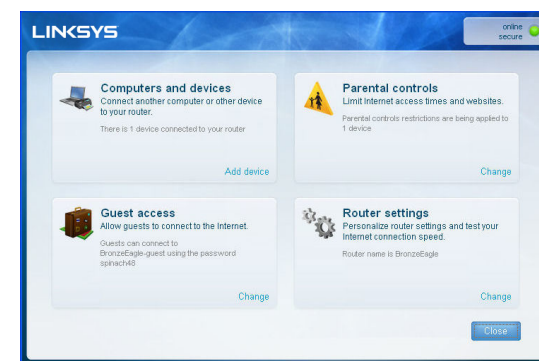 LINKSYS
online
secure
Computers and devices
Connect another computer or other device
to your router.
There is 1 device connected to your router
Add device
Parental controls
Limit Internet access times and websites.
Parental controls restrictions are being applied to
1 device
Change
Guest access
Allow guests to connect to the Internet.
Guests can connect to
BronzeEagle-guest using the password
spinach48
Change
Router settings
Personalize router settings and test your
Internet connection speed.
Router name is BronzeEagle
Change
Close